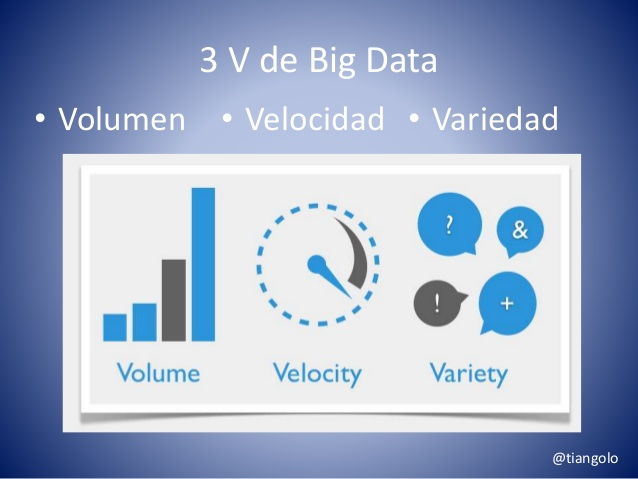 3 V de Big Data
• Volumen • Velocidad • Variedad
? &
! +
Volume Velocity Variety
@tiangolo